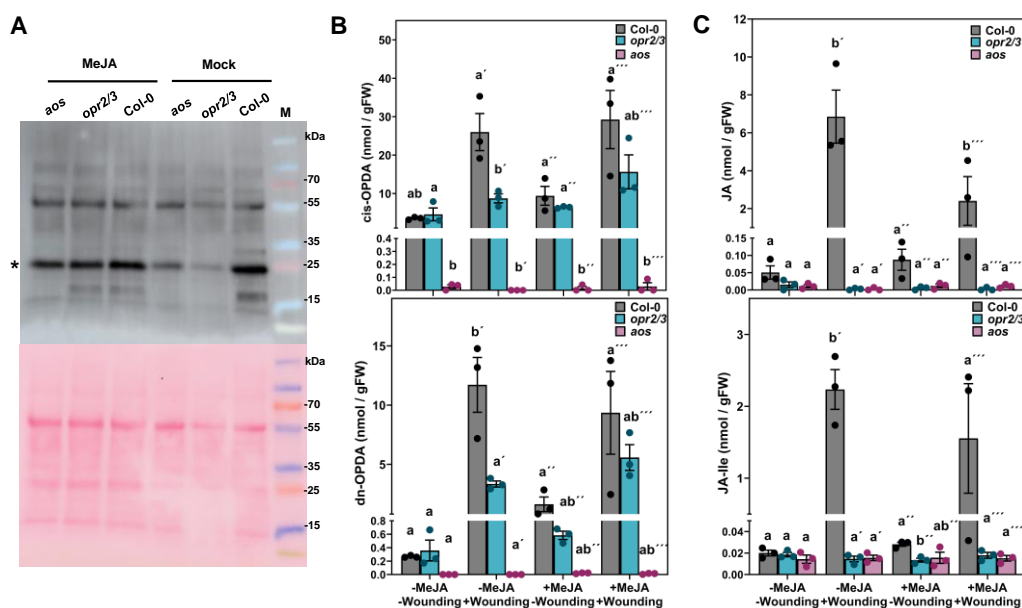 A
MeJA Mock
aos opr2/3 Col-0 aos opr2/3 Col-0 M
kDa
-70
-55
-35
*
-25
-15
kDa
-70
-55
-35
-25
-15
B
Col-0
opr2/3
aos
cis-OPDA (nmol / gFW)
50
40
30
20
10
0.4
0.3
0.2
0.1
0.0
ab a b
a´ b´ b´
a´´ a´´ b´´
a´´´ ab´´´ b´´´
Col-0
opr2/3
aos
dn-OPDA (nmol / gFW)
15
10
5
0.8
0.6
0.4
0.2
0.0
a a a
b´ a´ a´
a´´ ab´´ ab´´
a´´´ ab´´´ ab´´´
-MeJA -MeJA +MeJA +MeJA
-Wounding +Wounding -Wounding +Wounding
C
Col-0
opr2/3
aos
JA (nmol / gFW)
12
10
8
6
4
2
0.15
0.10
0.05
0.00
a a a
b´ a´ a´
a´´ a´´ a´´
b´´´ a´´´ a´´´
Col-0
opr2/3
aos
JA-Ile (nmol / gFW)
3
2
1
0.04
0.02
0.00
a a a
b´ a´ a´
a´´ b´´ ab´´
a´´´ a´´´ a´´´
-MeJA -MeJA +MeJA +MeJA
-Wounding +Wounding -Wounding +Wounding